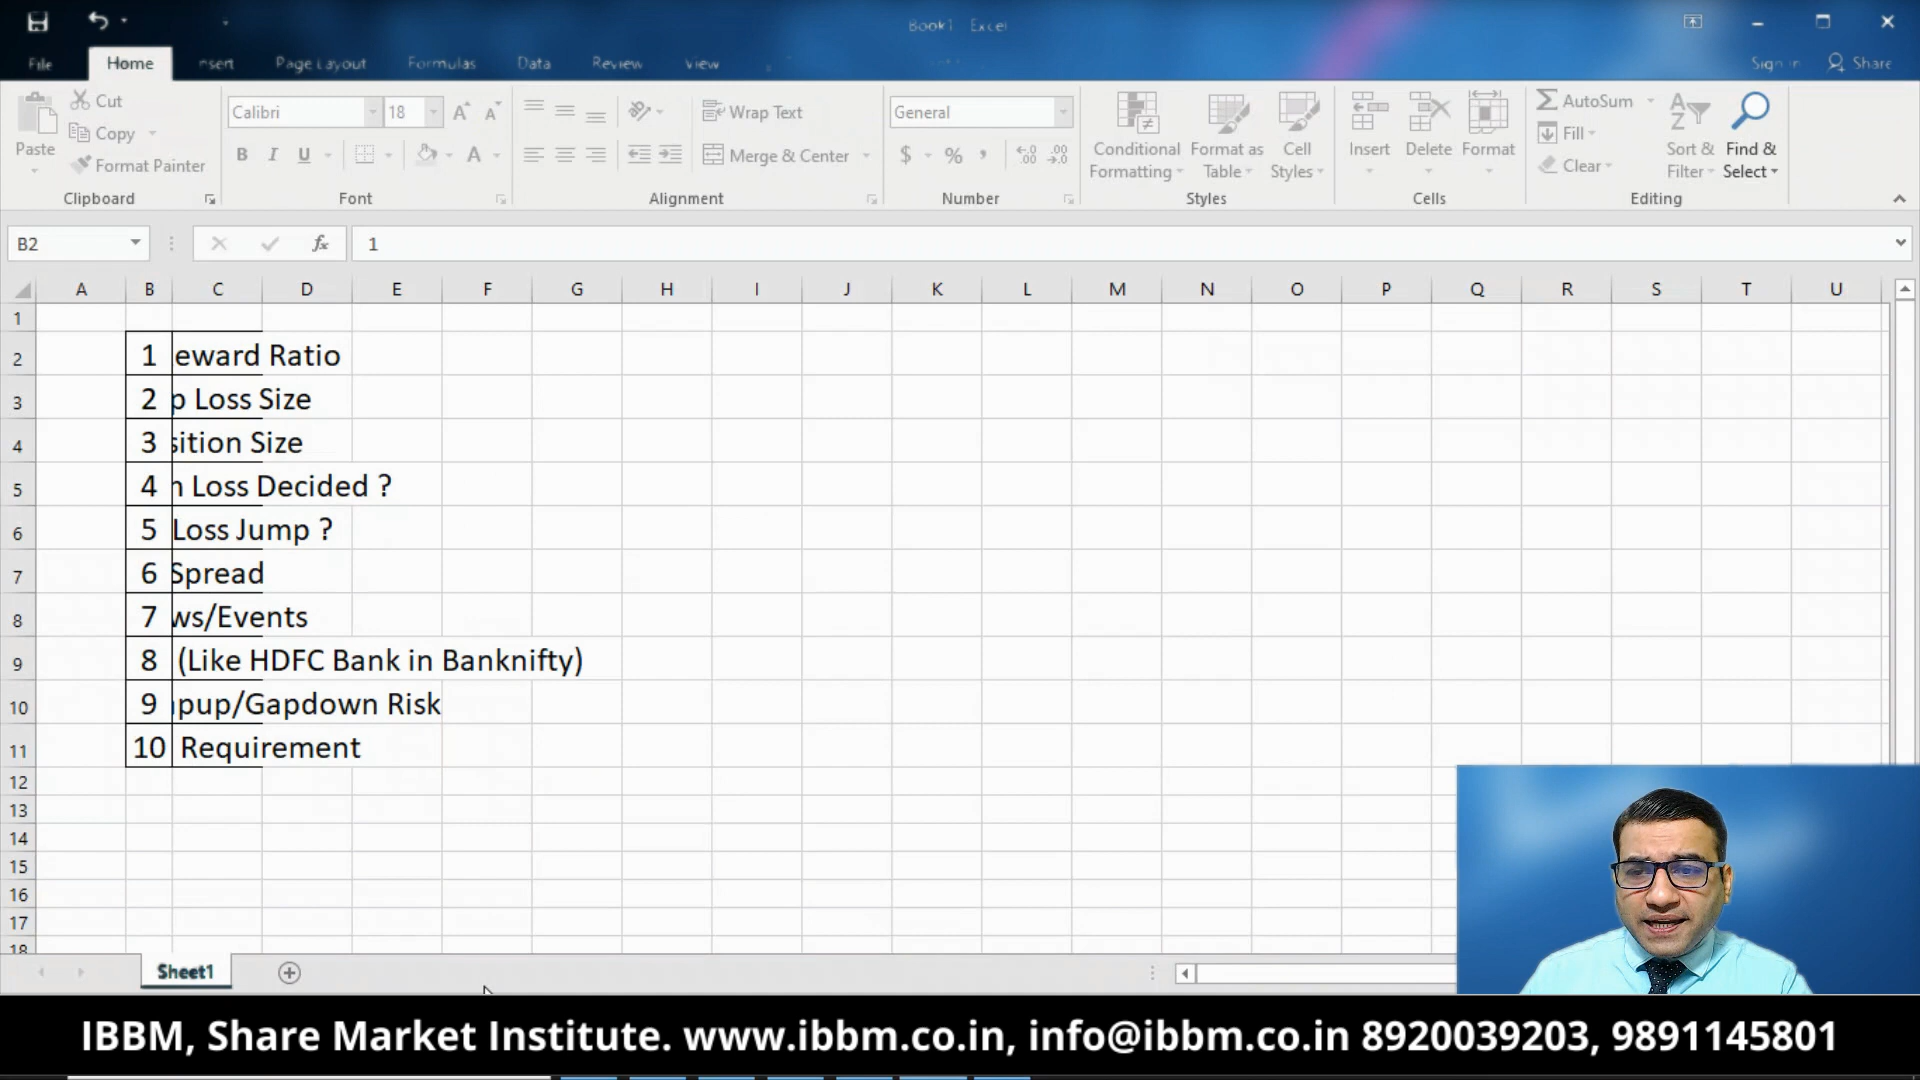 Book1 Excel
File Home Insert Page Layout Formulas Data Review View
Sign in Share
Paste Cut Copy Format Painter
Calibri 18
Wrap Text
General
AutoSum
B I U A
Merge & Center
$ % ,
Conditional Formatting Format as Table Cell Styles
Insert Delete Format
Fill
Clear
Sort & Filter Find & Select
Clipboard Font Alignment Number Styles Cells Editing
B2 fx 1
A B C D E F G H I J K L M N O P Q R S T U
1
2 1 eward Ratio
3 2 p Loss Size
4 3 sition Size
5 4 n Loss Decided ?
6 5 Loss Jump ?
7 6 Spread
8 7 ws/Events
9 8 (Like HDFC Bank in Banknifty)
10 9 pup/Gapdown Risk
11 10 Requirement
12
13
14
15
16
17
18
Sheet1
IBBM, Share Market Institute. www.ibbm.co.in, info@ibbm.co.in 8920039203, 9891145801